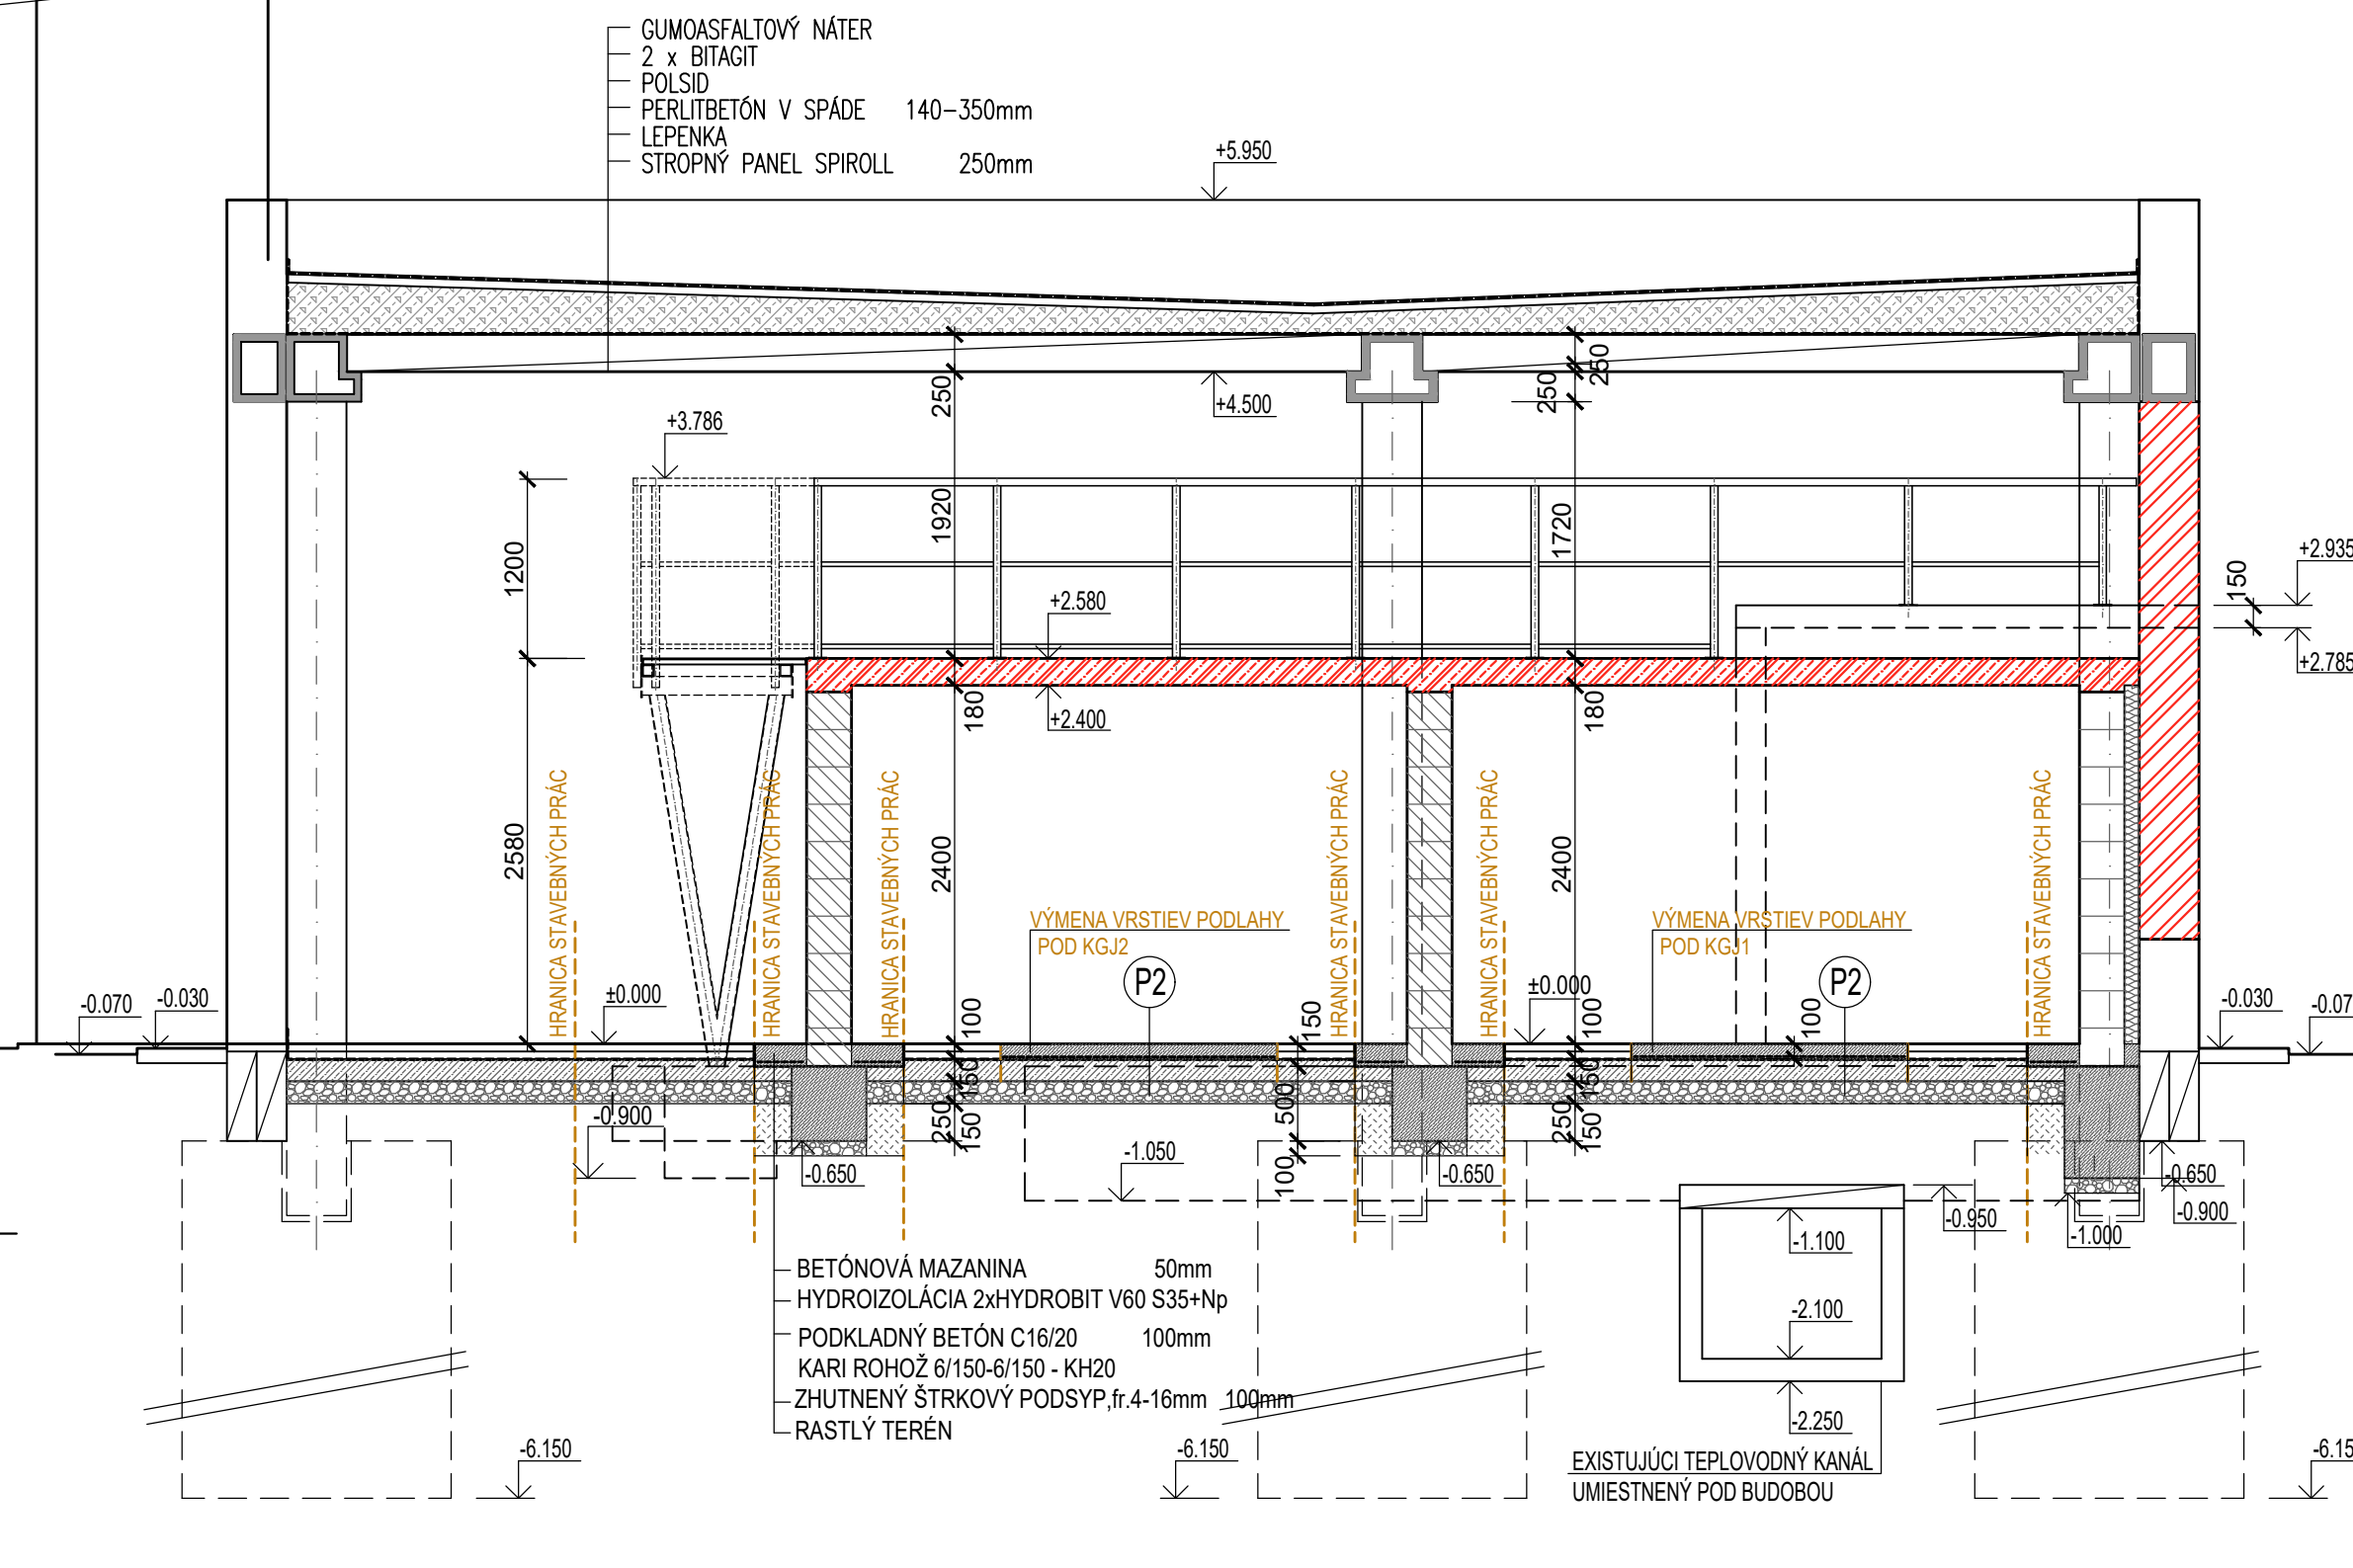 GUMOASFALTOVÝ NÁTER
2 x BITAGIT
POLSID
PERLITBETÓN V SPÁDE 140-350mm
LEPENKA
STROPNÝ PANEL SPIROLL 250mm
+5.950
250
+4.500
250
250
+3.786
1200
1920
1720
+2.580
+2.935
150
+2.785
180
+2.400
180
2580
2400
2400
HRANICA STAVEBNÝCH PRÁC
HRANICA STAVEBNÝCH PRÁC
HRANICA STAVEBNÝCH PRÁC
HRANICA STAVEBNÝCH PRÁC
HRANICA STAVEBNÝCH PRÁC
HRANICA STAVEBNÝCH PRÁC
VÝMENA VRSTIEV PODLAHY
POD KGJ2
VÝMENA VRSTIEV PODLAHY
POD KGJ1
P2
P2
-0.070
-0.030
±0.000
100
150
±0.000
100
100
-0.030
-0.07
150
150
-0.900
250
150
500
250
150
-0.650
-1.050
100
-0.650
-0.650
-0.950
-0.900
-1.000
-1.100
-2.100
-2.250
BETÓNOVÁ MAZANINA 50mm
HYDROIZOLÁCIA 2xHYDROBIT V60 S35+Np
PODKLADNÝ BETÓN C16/20 100mm
KARI ROHOŽ 6/150-6/150 - KH20
ZHUTNENÝ ŠTRKOVÝ PODSYP,fr.4-16mm 100mm
RASTLÝ TERÉN
-6.150
-6.150
EXISTUJÚCI TEPLOVODNÝ KANÁL
UMIESTNENÝ POD BUDOBOU
-6.15